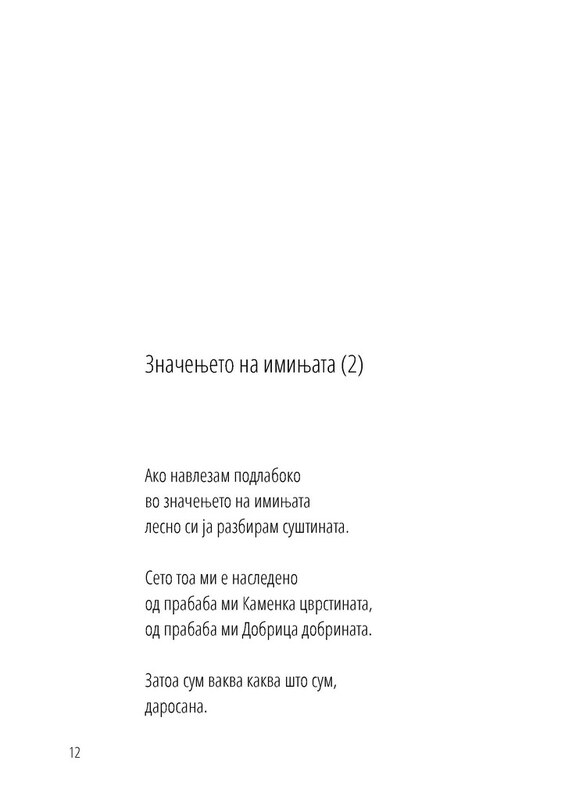 Значењето на имињата (2)
Ако навлезам подлабоко
во значењето на имињата
лесно си ја разбирам суштината.
Сето тоа ми е наследено
од прабаба ми Каменка цврстината,
од прабаба ми Добрица добрината.
Затоа сум ваква каква што сум,
даросана.
12